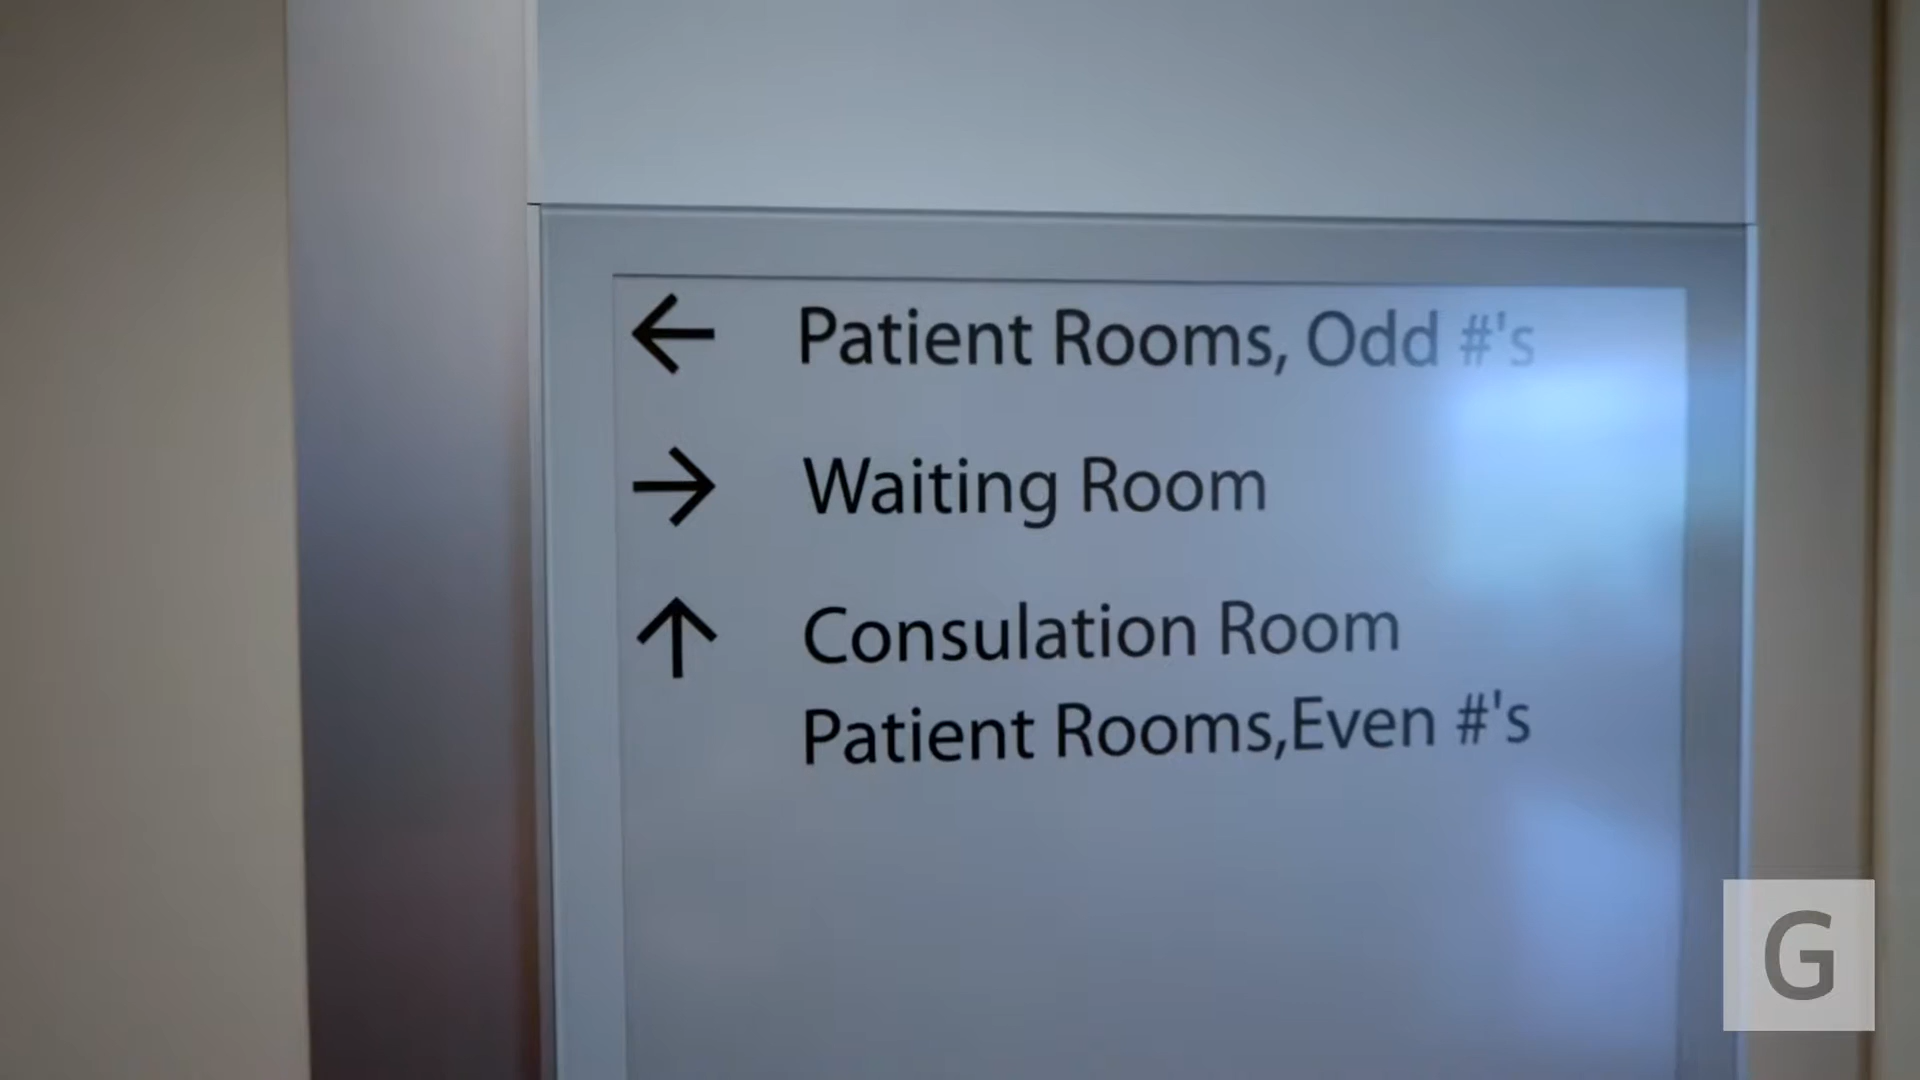 ← Patient Rooms, Odd #'s
→ Waiting Room
↑ Consulation Room
Patient Rooms,Even #'s
G